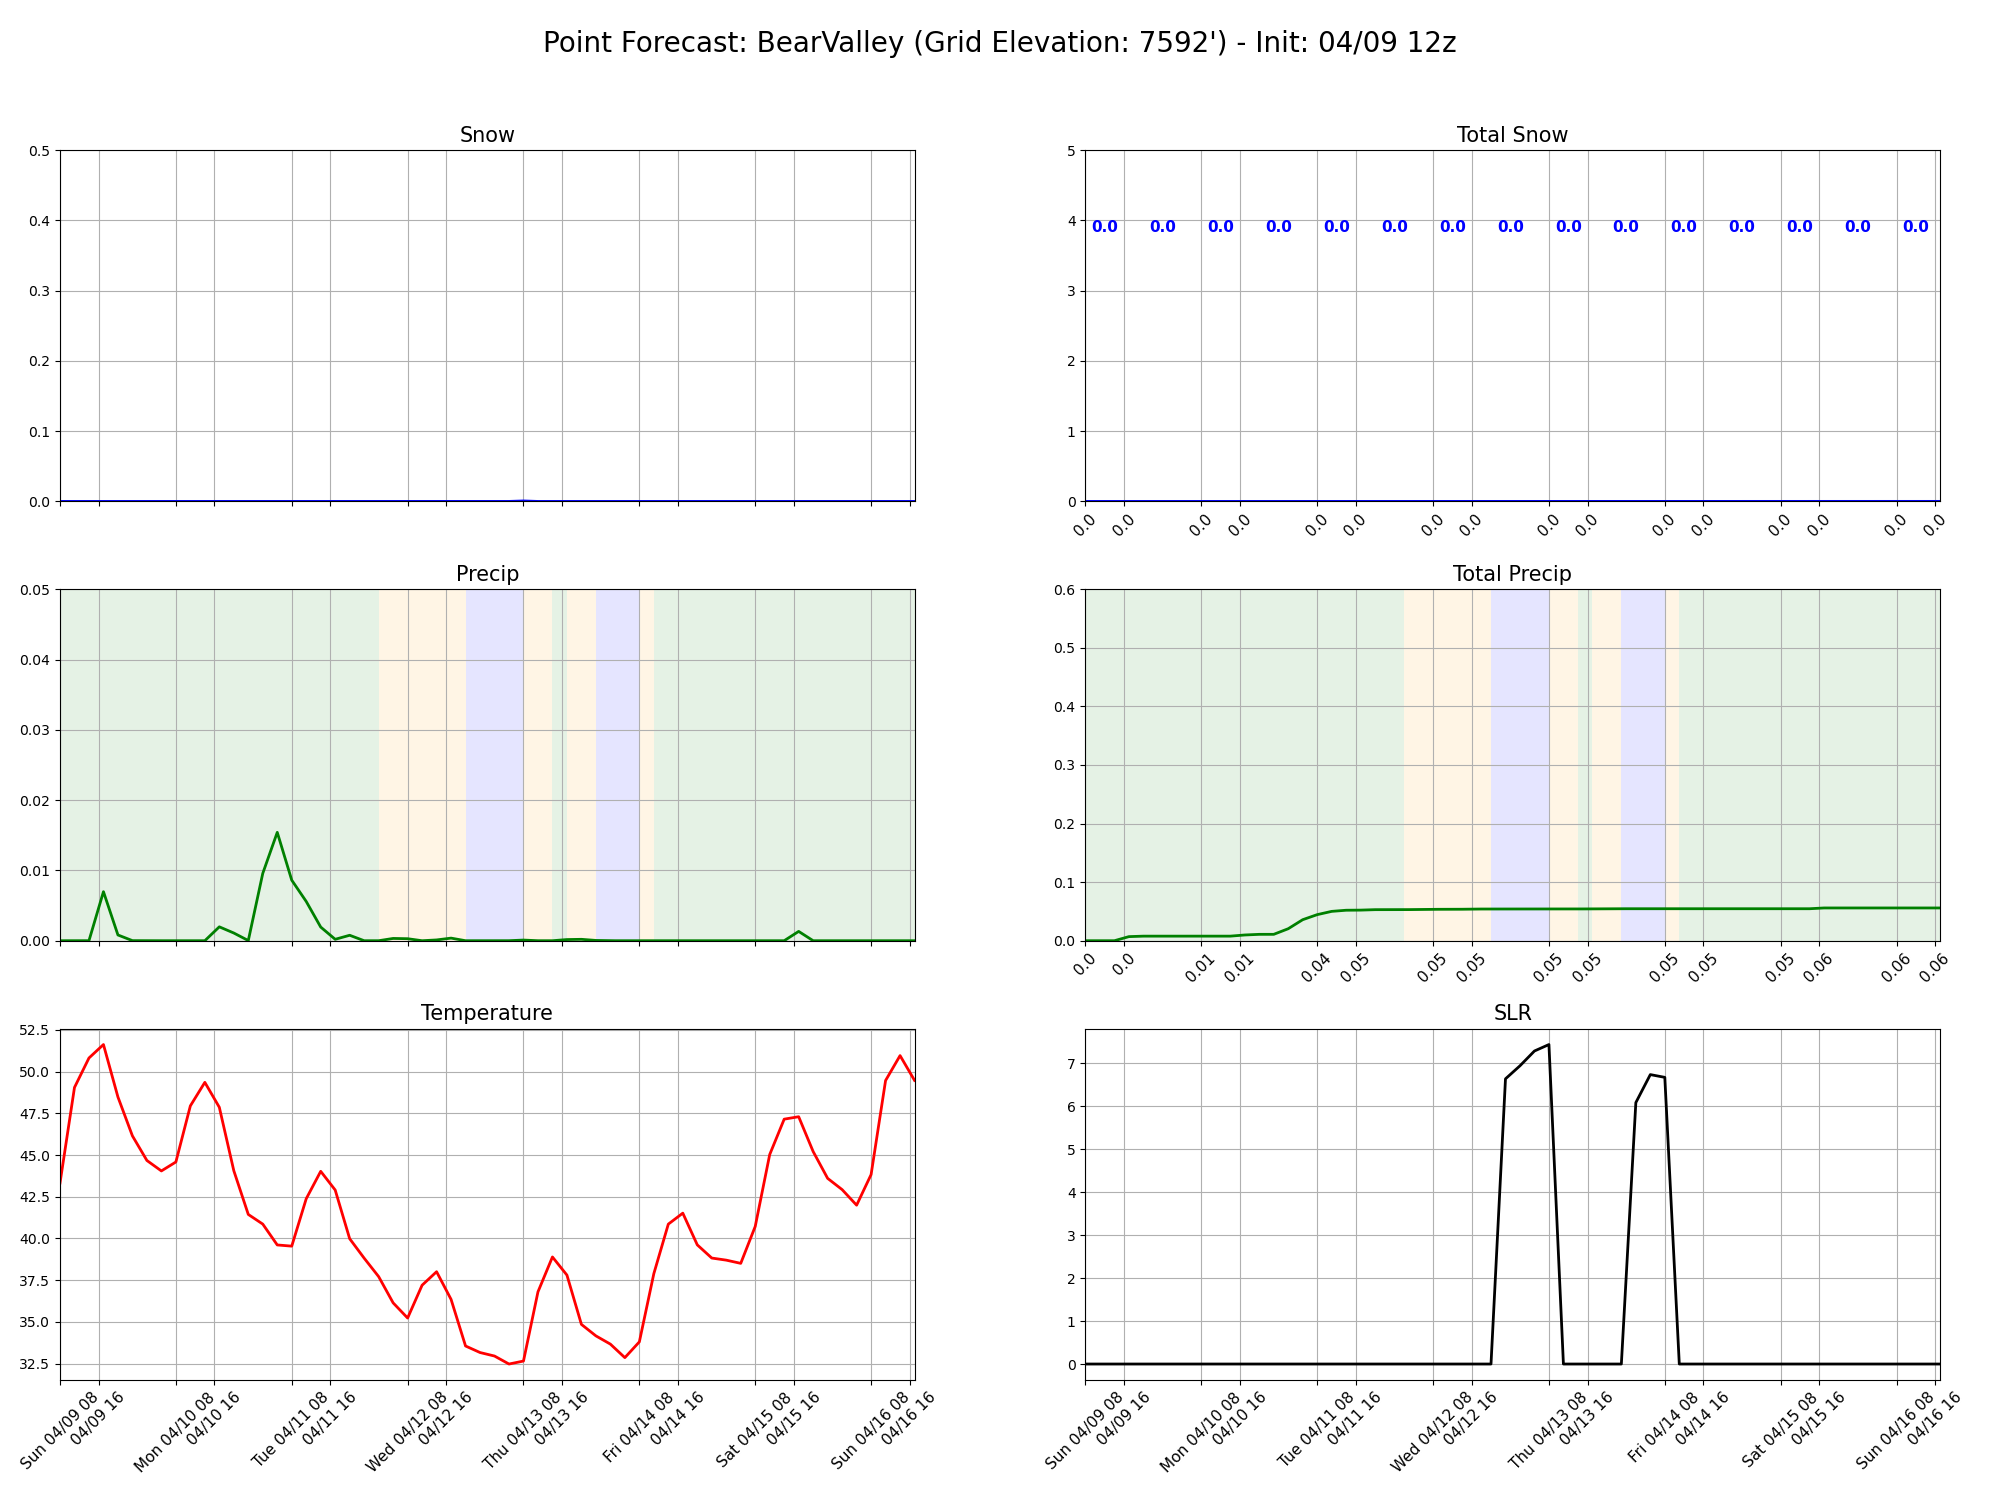 Point Forecast: BearValley (Grid Elevation: 7592') - Init: 04/09 12z
Snow
0.5
0.4
0.3
0.2
0.1
0.0
Total Snow
5
4
3
2
1
0
0.0 0.0 0.0 0.0 0.0 0.0 0.0 0.0 0.0 0.0 0.0 0.0 0.0 0.0 0.0
0.0 0.0 0.0 0.0 0.0 0.0 0.0 0.0 0.0 0.0 0.0 0.0 0.0 0.0 0.0 0.0
Precip
0.05
0.04
0.03
0.02
0.01
0.00
Total Precip
0.6
0.5
0.4
0.3
0.2
0.1
0.0
0.0 0.0 0.01 0.01 0.04 0.05 0.05 0.05 0.05 0.05 0.05 0.05 0.05 0.06 0.06 0.06
Temperature
52.5
50.0
47.5
45.0
42.5
40.0
37.5
35.0
32.5
Sun 04/09 08
04/09 16
Mon 04/10 08
04/10 16
Tue 04/11 08
04/11 16
Wed 04/12 08
04/12 16
Thu 04/13 08
04/13 16
Fri 04/14 08
04/14 16
Sat 04/15 08
04/15 16
Sun 04/16 08
04/16 16
SLR
7
6
5
4
3
2
1
0
Sun 04/09 08
04/09 16
Mon 04/10 08
04/10 16
Tue 04/11 08
04/11 16
Wed 04/12 08
04/12 16
Thu 04/13 08
04/13 16
Fri 04/14 08
04/14 16
Sat 04/15 08
04/15 16
Sun 04/16 08
04/16 16